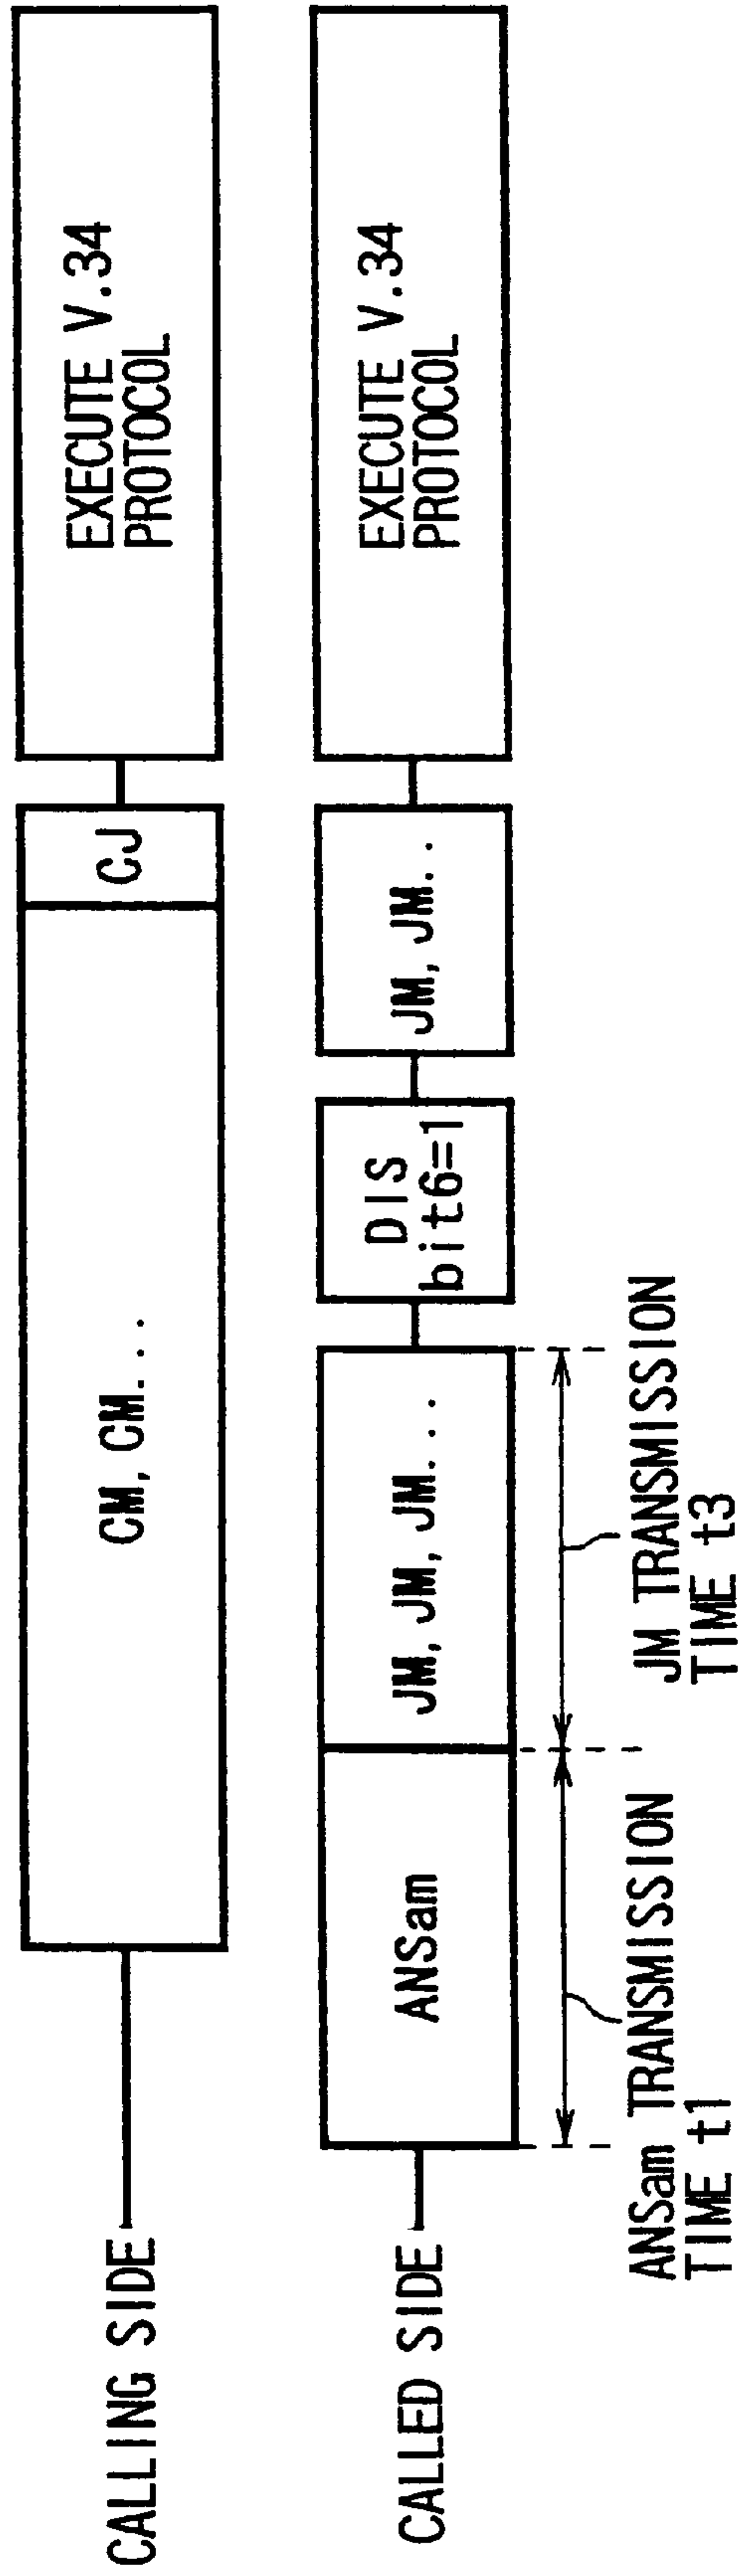 CALLING SIDE
CM, CM...
CJ
EXECUTE V.34
PROTOCOL
CALLED SIDE
ANSam
JM, JM, JM...
DIS
bit6=1
JM, JM..
EXECUTE V.34
PROTOCOL
ANSam TRANSMISSION
TIME t1
JM TRANSMISSION
TIME t3